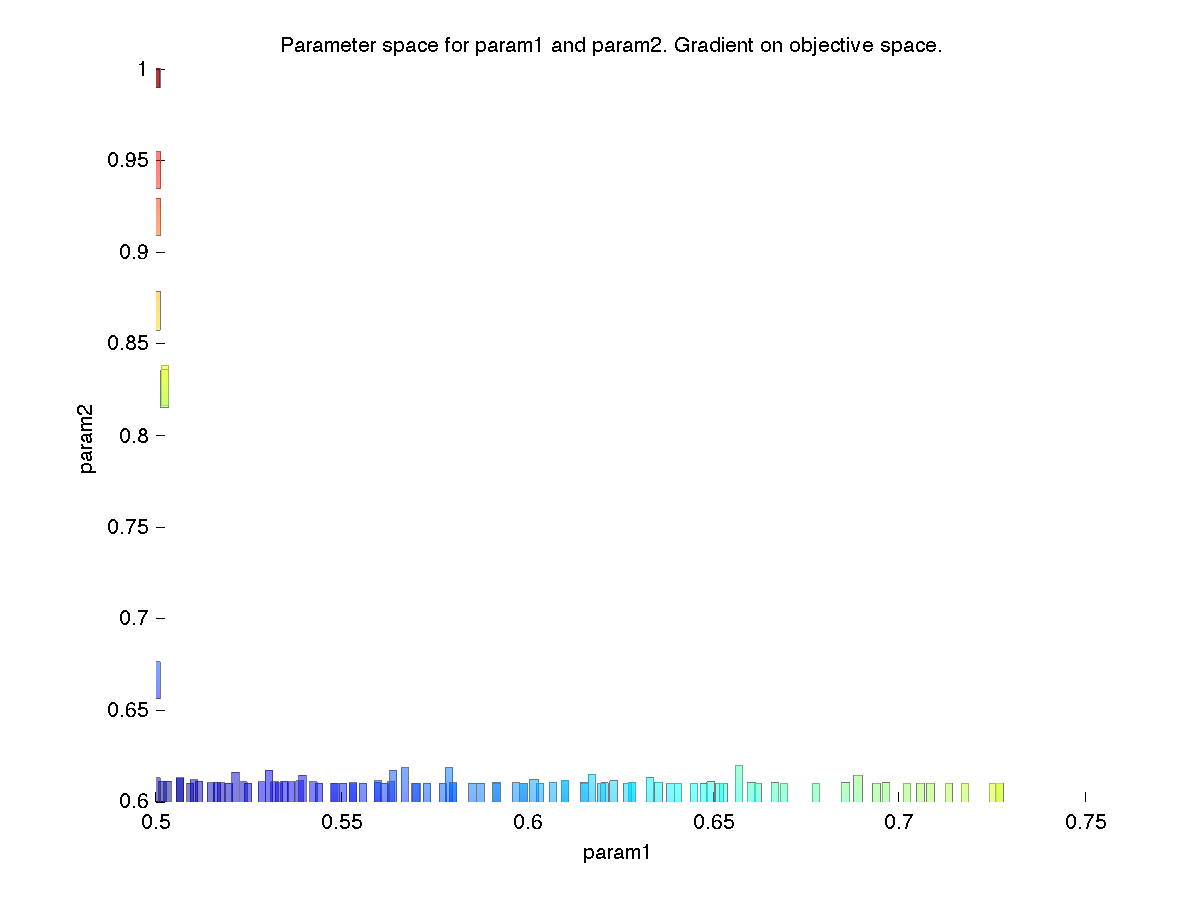 Parameter space for param1 and param2. Gradient on objective space.
1
0.95
0.9
0.85
0.8
0.75
0.7
0.65
0.6
param2
0.5 0.55 0.6 0.65 0.7 0.75
param1